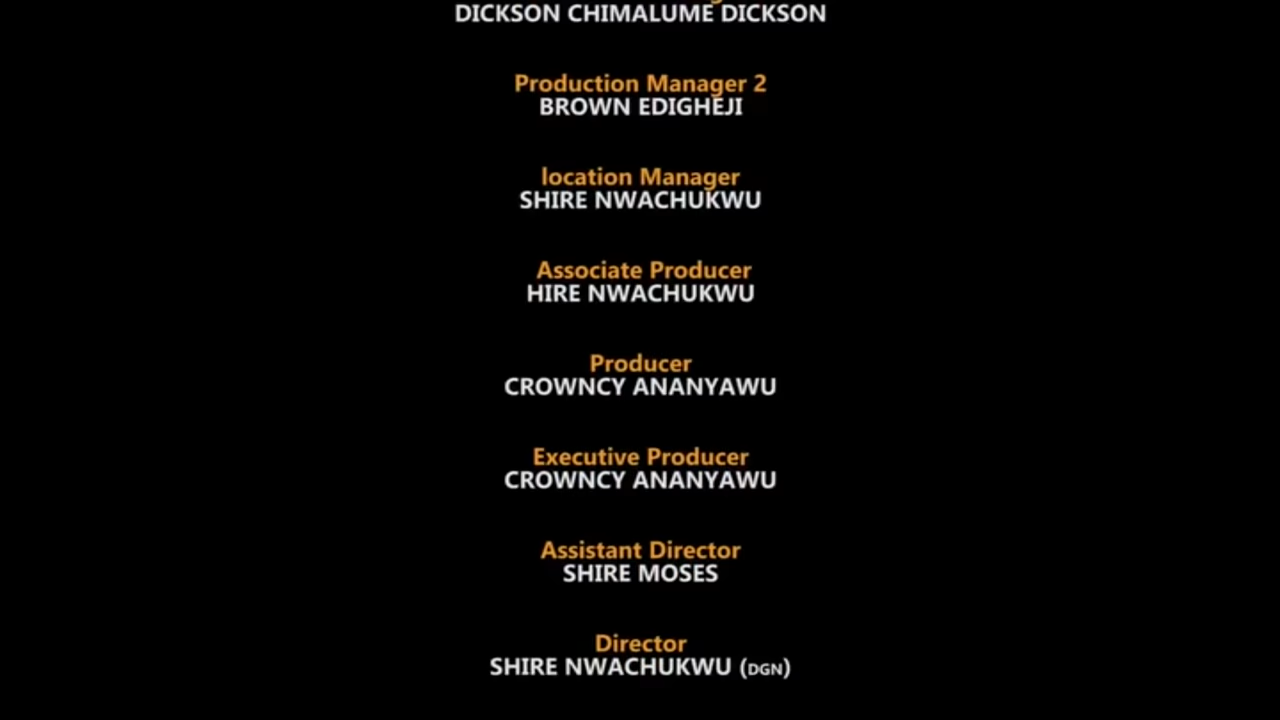 DICKSON CHIMALUME DICKSON
Production Manager 2
BROWN EDIGHEJI
location Manager
SHIRE NWACHUKWU
Associate Producer
HIRE NWACHUKWU
Producer
CROWNCY ANANYAWU
Executive Producer
CROWNCY ANANYAWU
Assistant Director
SHIRE MOSES
Director
SHIRE NWACHUKWU (DGN)